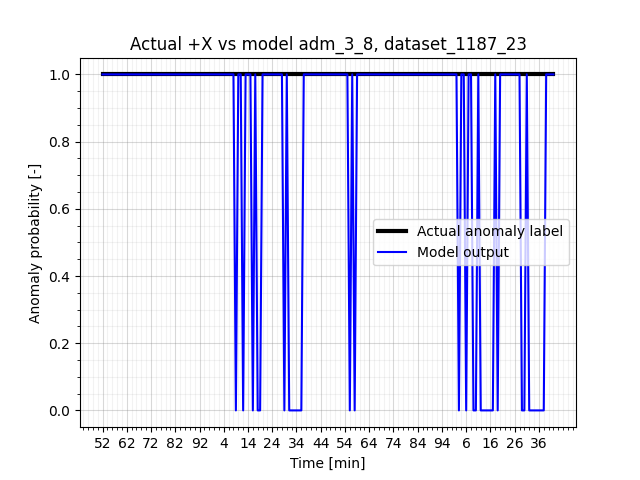 Actual +X vs model adm_3_8, dataset_1187_23
Anomaly probability [-]
1.0
0.8
0.6
0.4
0.2
0.0
Actual anomaly label
Model output
52 62 72 82 92 4 14 24 34 44 54 64 74 84 94 6 16 26 36
Time [min]